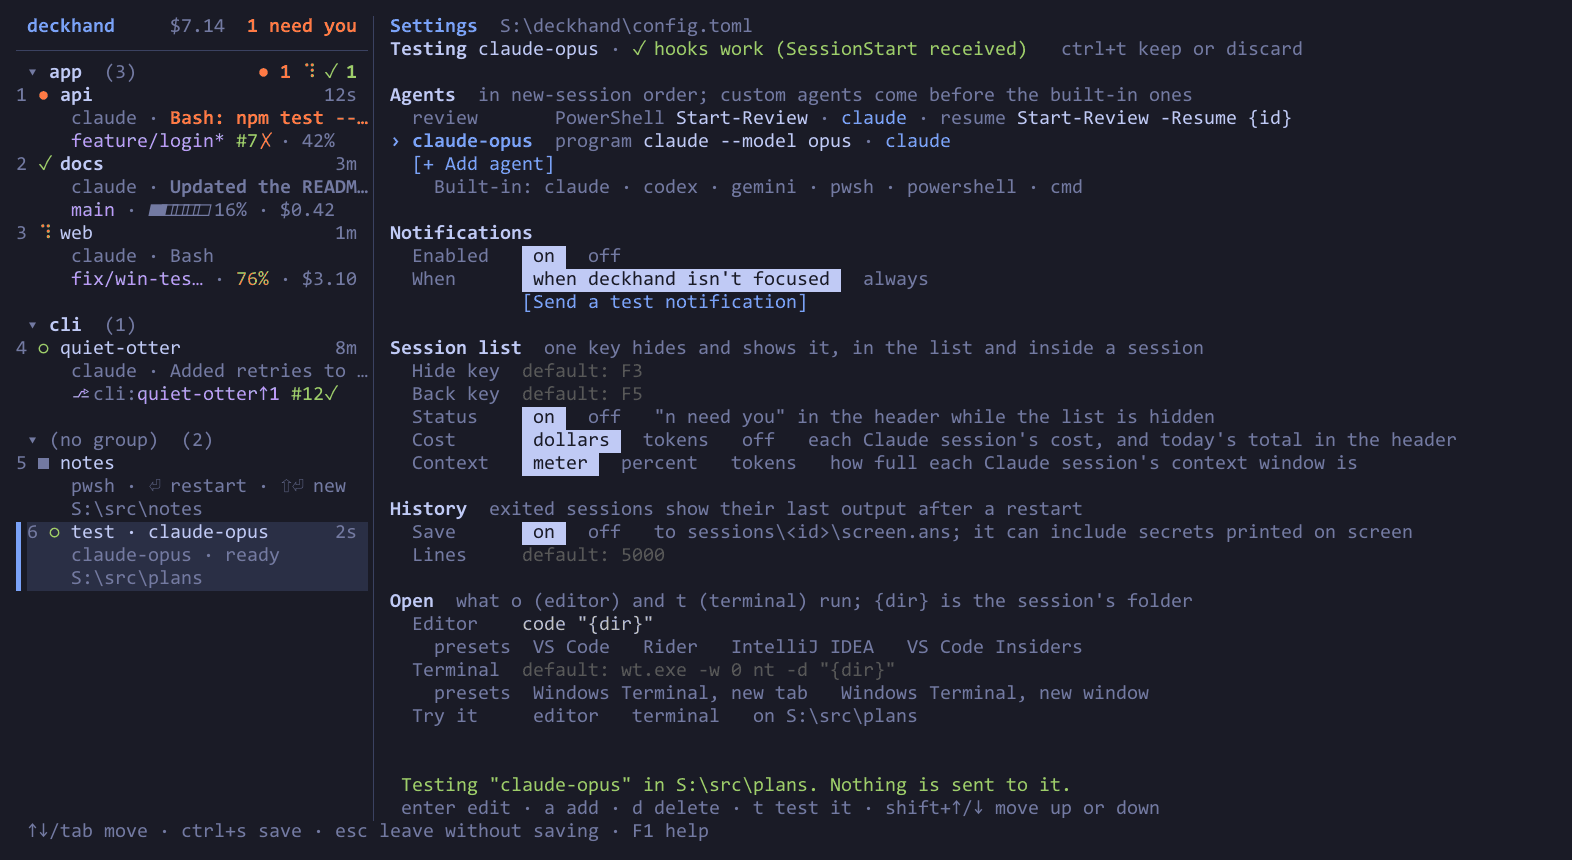 deckhand $7.14 1 need you
▾ app (3) ● 1 ⠹ ✓ 1
1 ● api 12s
claude · Bash: npm test --…
feature/login* #7✗ · 42%
2 ✓ docs 3m
claude · Updated the READM…
main · 16% · $0.42
3 ⠹ web 1m
claude · Bash
fix/win-tes… · 76% · $3.10
▾ cli (1)
4 ○ quiet-otter 8m
claude · Added retries to …
⎇ cli:quiet-otter↑1 #12✓
▾ (no group) (2)
5 ■ notes
pwsh · ⏎ restart · ⇧⏎ new
S:\src\notes
6 ○ test · claude-opus 2s
claude-opus · ready
S:\src\plans
Settings S:\deckhand\config.toml
Testing claude-opus · ✓ hooks work (SessionStart received) ctrl+t keep or discard
Agents in new-session order; custom agents come before the built-in ones
review PowerShell Start-Review · claude · resume Start-Review -Resume {id}
› claude-opus program claude --model opus · claude
[+ Add agent]
Built-in: claude · codex · gemini · pwsh · powershell · cmd
Notifications
Enabled on off
When when deckhand isn't focused always
[Send a test notification]
Session list one key hides and shows it, in the list and inside a session
Hide key default: F3
Back key default: F5
Status on off "n need you" in the header while the list is hidden
Cost dollars tokens off each Claude session's cost, and today's total in the header
Context meter percent tokens how full each Claude session's context window is
History exited sessions show their last output after a restart
Save on off to sessions\<id>\screen.ans; it can include secrets printed on screen
Lines default: 5000
Open what o (editor) and t (terminal) run; {dir} is the session's folder
Editor code "{dir}"
presets VS Code Rider IntelliJ IDEA VS Code Insiders
Terminal default: wt.exe -w 0 nt -d "{dir}"
presets Windows Terminal, new tab Windows Terminal, new window
Try it editor terminal on S:\src\plans
Testing "claude-opus" in S:\src\plans. Nothing is sent to it.
enter edit · a add · d delete · t test it · shift+↑/↓ move up or down
↑↓/tab move · ctrl+s save · esc leave without saving · F1 help